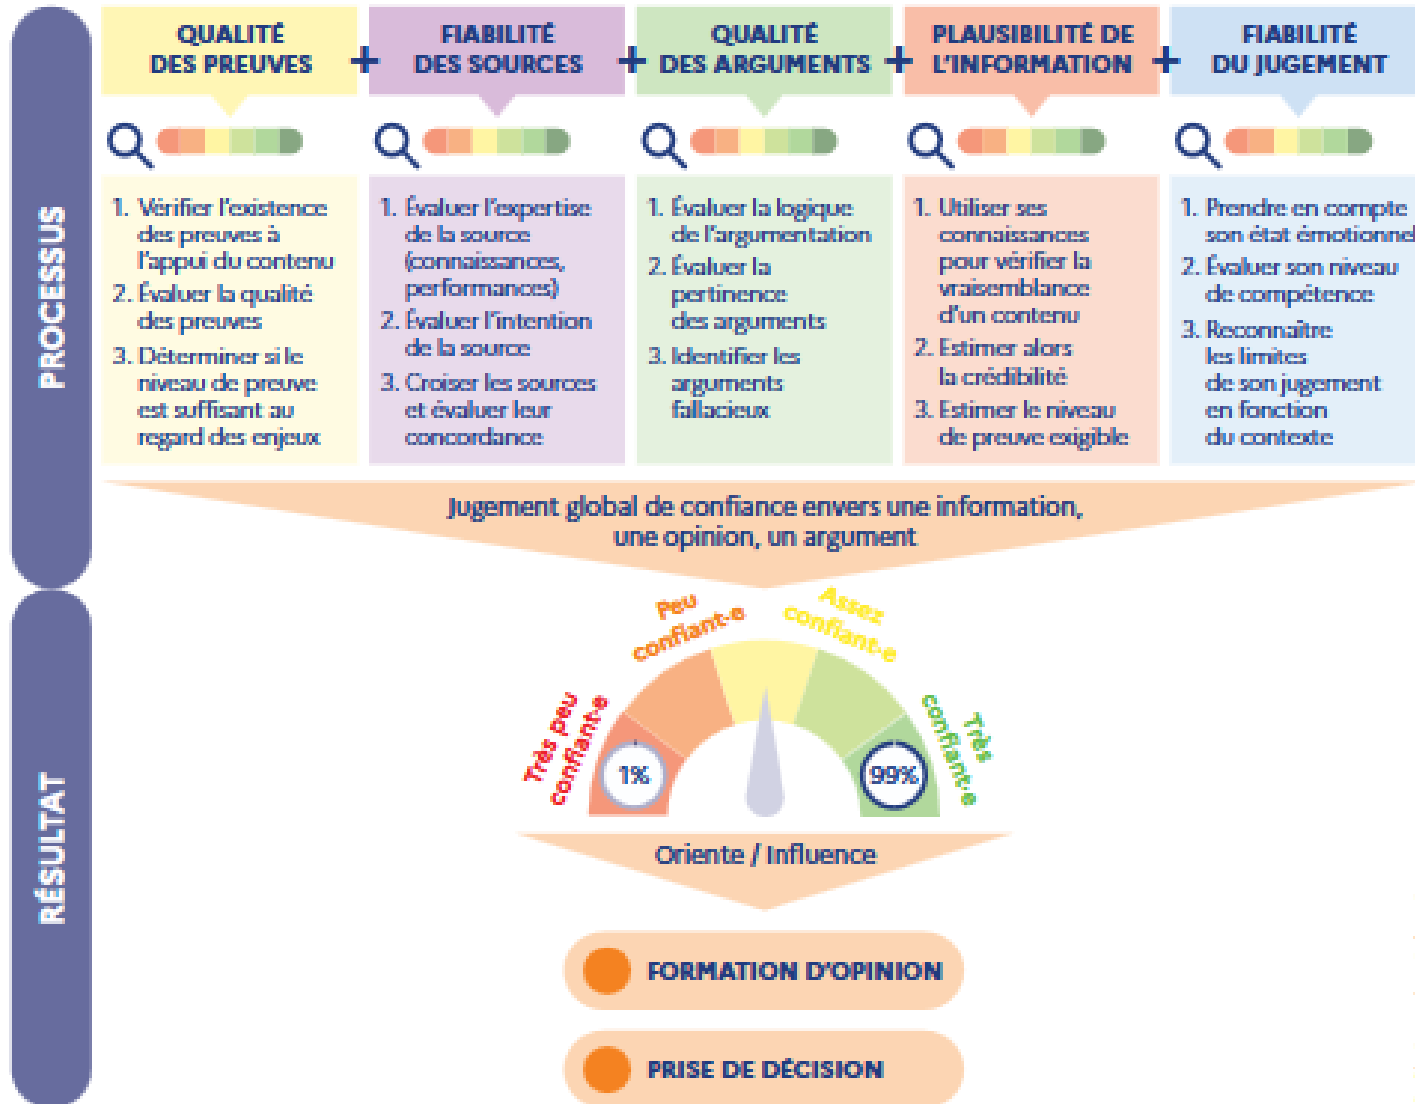 PROCESSUS
QUALITÉ
DES PREUVES
+
FIABILITÉ
DES SOURCES
+
QUALITÉ
DES ARGUMENTS
+
PLAUSIBILITÉ DE
L'INFORMATION
+
FIABILITÉ
DU JUGEMENT
1. Vérifier l'existence
des preuves à
l'appui du contenu
2. Évaluer la qualité
des preuves
3. Déterminer si le
niveau de preuve
est suffisant au
regard des enjeux
1. Évaluer l'expertise
de la source
(connaissances,
performances)
2. Évaluer l'intention
de la source
3. Croiser les sources
et évaluer leur
concordance
1. Évaluer la logique
de l'argumentation
2. Évaluer la
pertinence
des arguments
3. Identifier les
arguments
fallacieux
1. Utiliser ses
connaissances
pour vérifier la
vraisemblance
d'un contenu
2. Estimer alors
la crédibilité
3. Estimer le niveau
de preuve exigible
1. Prendre en compte
son état émotionnel
2. Évaluer son niveau
de compétence
3. Reconnaître
les limites
de son jugement
en fonction
du contexte
Jugement global de confiance envers une information,
une opinion, un argument
RÉSULTAT
Très peu
confiant·e
Peu
confiant·e
Assez
confiant·e
Très
confiant·e
1%
99%
Oriente / Influence
FORMATION D'OPINION
PRISE DE DÉCISION